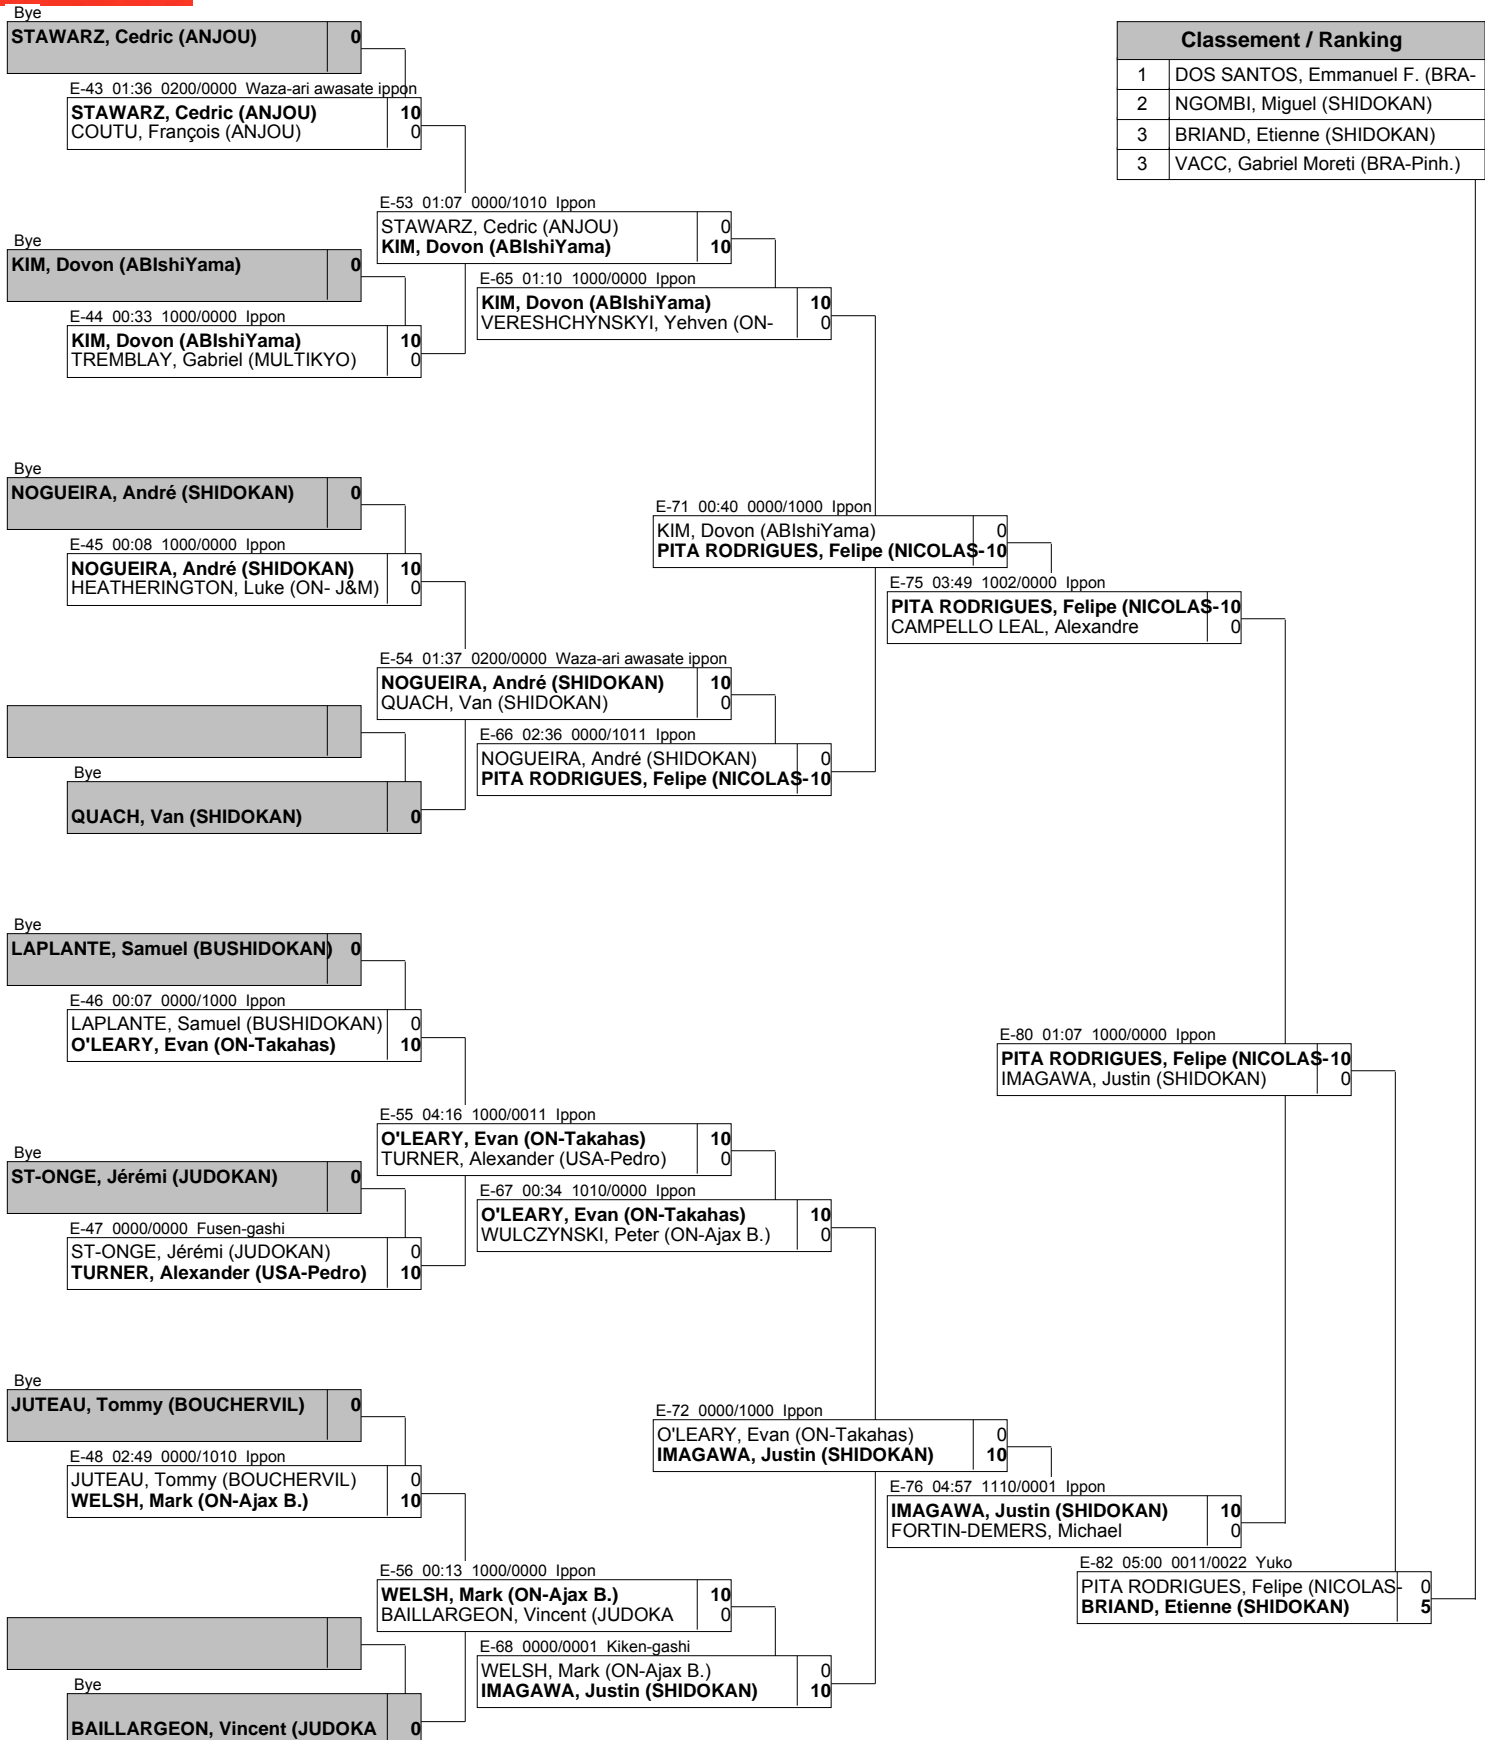 Bye
STAWARZ, Cedric (ANJOU) 0
E-43 01:36 0200/0000 Waza-ari awasate ippon
STAWARZ, Cedric (ANJOU) 10
COUTU, François (ANJOU) 0
Classement / Ranking
1 DOS SANTOS, Emmanuel F. (BRA-
2 NGOMBI, Miguel (SHIDOKAN)
3 BRIAND, Etienne (SHIDOKAN)
3 VACC, Gabriel Moreti (BRA-Pinh.)
E-53 01:07 0000/1010 Ippon
STAWARZ, Cedric (ANJOU) 0
KIM, Dovon (ABIshiYama) 10
Bye
KIM, Dovon (ABIshiYama) 0
E-65 01:10 1000/0000 Ippon
KIM, Dovon (ABIshiYama) 10
VERESHCHYNSKYI, Yehven (ON- 0
E-44 00:33 1000/0000 Ippon
KIM, Dovon (ABIshiYama) 10
TREMBLAY, Gabriel (MULTIKYO) 0
Bye
NOGUEIRA, André (SHIDOKAN) 0
E-71 00:40 0000/1000 Ippon
KIM, Dovon (ABIshiYama) 0
PITA RODRIGUES, Felipe (NICOLAS-10
E-45 00:08 1000/0000 Ippon
NOGUEIRA, André (SHIDOKAN) 10
HEATHERINGTON, Luke (ON- J&M) 0
E-75 03:49 1002/0000 Ippon
PITA RODRIGUES, Felipe (NICOLAS-10
CAMPELLO LEAL, Alexandre 0
E-54 01:37 0200/0000 Waza-ari awasate ippon
NOGUEIRA, André (SHIDOKAN) 10
QUACH, Van (SHIDOKAN) 0
E-66 02:36 0000/1011 Ippon
NOGUEIRA, André (SHIDOKAN) 0
PITA RODRIGUES, Felipe (NICOLAS-10
Bye
QUACH, Van (SHIDOKAN) 0
Bye
LAPLANTE, Samuel (BUSHIDOKAN) 0
E-46 00:07 0000/1000 Ippon
LAPLANTE, Samuel (BUSHIDOKAN) 0
O'LEARY, Evan (ON-Takahas) 10
E-80 01:07 1000/0000 Ippon
PITA RODRIGUES, Felipe (NICOLAS-10
IMAGAWA, Justin (SHIDOKAN) 0
E-55 04:16 1000/0011 Ippon
O'LEARY, Evan (ON-Takahas) 10
TURNER, Alexander (USA-Pedro) 0
Bye
ST-ONGE, Jérémi (JUDOKAN) 0
E-67 00:34 1010/0000 Ippon
O'LEARY, Evan (ON-Takahas) 10
WULCZYNSKI, Peter (ON-Ajax B.) 0
E-47 0000/0000 Fusen-gashi
ST-ONGE, Jérémi (JUDOKAN) 0
TURNER, Alexander (USA-Pedro) 10
Bye
JUTEAU, Tommy (BOUCHERVIL) 0
E-72 0000/1000 Ippon
O'LEARY, Evan (ON-Takahas) 0
IMAGAWA, Justin (SHIDOKAN) 10
E-48 02:49 0000/1010 Ippon
JUTEAU, Tommy (BOUCHERVIL) 0
WELSH, Mark (ON-Ajax B.) 10
E-76 04:57 1110/0001 Ippon
IMAGAWA, Justin (SHIDOKAN) 10
FORTIN-DEMERS, Michael 0
E-56 00:13 1000/0000 Ippon
WELSH, Mark (ON-Ajax B.) 10
BAILLARGEON, Vincent (JUDOKA 0
E-82 05:00 0011/0022 Yuko
PITA RODRIGUES, Felipe (NICOLAS- 0
BRIAND, Etienne (SHIDOKAN) 5
E-68 0000/0001 Kiken-gashi
WELSH, Mark (ON-Ajax B.) 0
IMAGAWA, Justin (SHIDOKAN) 10
Bye
BAILLARGEON, Vincent (JUDOKA 0